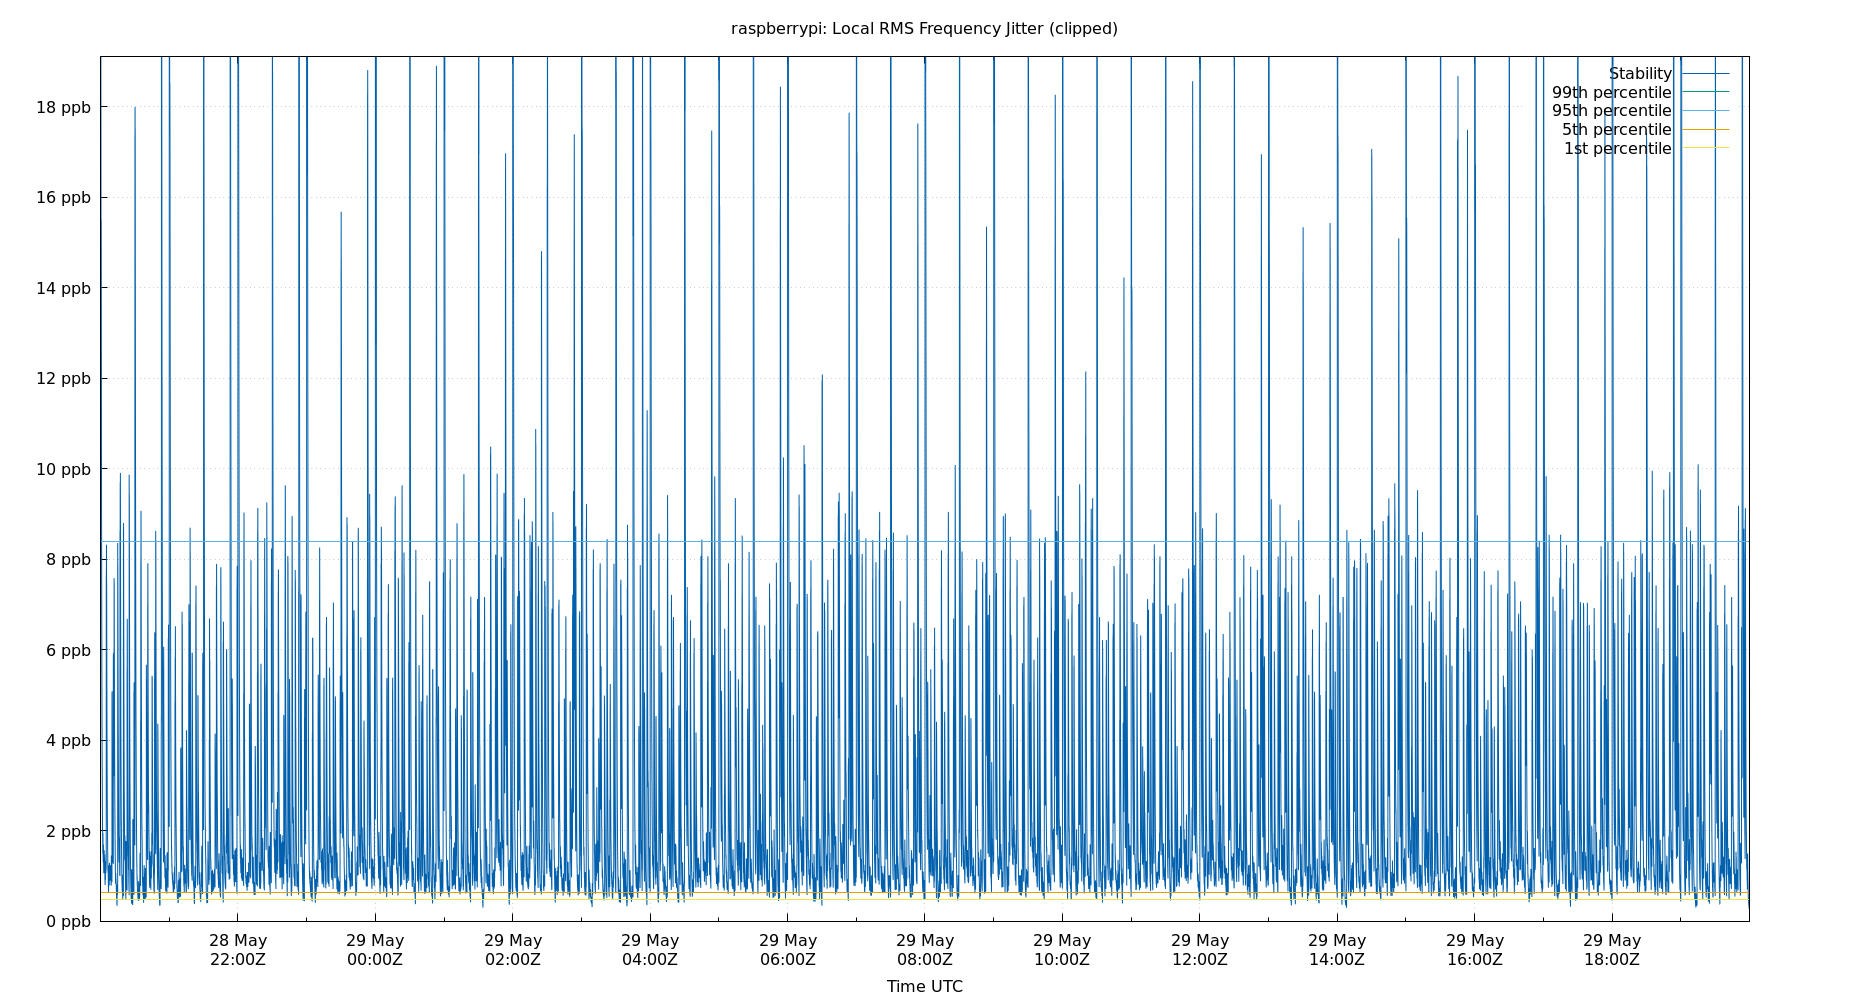 raspberrypi: Local RMS Frequency Jitter (clipped)
Stability
99th percentile
95th percentile
5th percentile
1st percentile
18 ppb
16 ppb
14 ppb
12 ppb
10 ppb
8 ppb
6 ppb
4 ppb
2 ppb
0 ppb
28 May 29 May 29 May 29 May 29 May 29 May 29 May 29 May 29 May 29 May 29 May
22:00Z 00:00Z 02:00Z 04:00Z 06:00Z 08:00Z 10:00Z 12:00Z 14:00Z 16:00Z 18:00Z
Time UTC